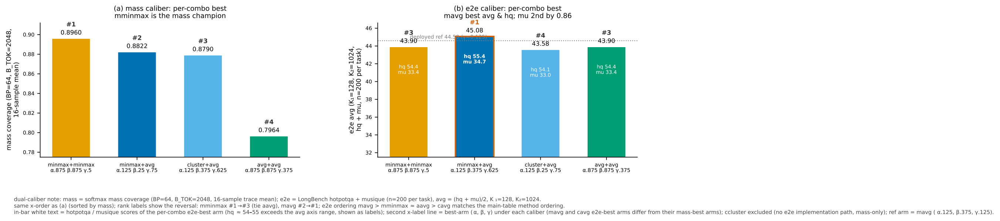 (a) mass caliber: per-combo best
mminmax is the mass champion
mass coverage (BP=64, B_TOK=2048,
16-sample mean)
0.90
0.88
0.86
0.84
0.82
0.80
0.78
#1
0.8960
#2
0.8822
#3
0.8790
#4
0.7964
minmax+minmax
α.875 β.875 γ.5
minmax+avg
α.125 β.25 γ.75
cluster+avg
α.125 β.375 γ.625
avg+avg
α.875 β.875 γ.375
(b) e2e caliber: per-combo best
mavg best avg & hq; mu 2nd by 0.86
e2e avg (K₁=128, K₂=1024,
hq + mu, n=200 per task)
46
44
42
40
38
36
34
32
deployed ref 44.59 (γ=0.125)
#3
43.90
hq 54.4
mu 33.4
#1
45.08
hq 55.4
mu 34.7
#4
43.58
hq 54.1
mu 33.0
#3
43.90
hq 54.4
mu 33.4
minmax+minmax
α.875 β.875 γ.5
minmax+avg
α.125 β.375 γ.625
cluster+avg
α.125 β.25 γ.75
avg+avg
α.875 β.875 γ.375
dual-caliber note: mass = softmax mass coverage (BP=64, B_TOK=2048, 16-sample trace mean); e2e = LongBench hotpotqa + musique (n=200 per task), avg = (hq + mu)/2, K₁=128, K₂=1024.
same x-order as (a) (sorted by mass); rank labels show the reversal: mminmax #1→#3 (tie aavg), mavg #2→#1; e2e ordering mavg > mminmax ≈ aavg > cavg matches the main-table method ordering.
in-bar white text = hotpotqa / musique scores of the per-combo e2e-best arm (hq ≈ 54–55 exceeds the avg axis range, shown as labels); second x-label line = best-arm (α, β, γ) under each caliber (mavg and cavg e2e-best arms differ from their mass-best arms); ccluster excluded (no e2e implementation path, mass-only); ref arm = mavg (α.125, β.375, γ.125).